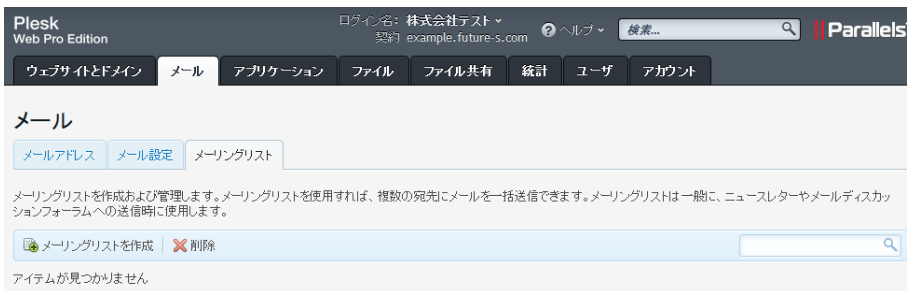 Plesk
Web Pro Edition
ログイン名: 株式会社テスト
契約 example.future-s.com
ヘルプ
検索...
Parallels
ウェブサイトとドメイン メール アプリケーション ファイル ファイル共有 統計 ユーザ アカウント
メール
メールアドレス メール設定 メーリングリスト
メーリングリストを作成および管理します。メーリングリストを使用すれば、複数の宛先にメールを一括送信できます。メーリングリストは一般に、ニュースレターやメールディスカッ
ションフォーラムへの送信時に使用します。
メーリングリストを作成 削除
アイテムが見つかりません